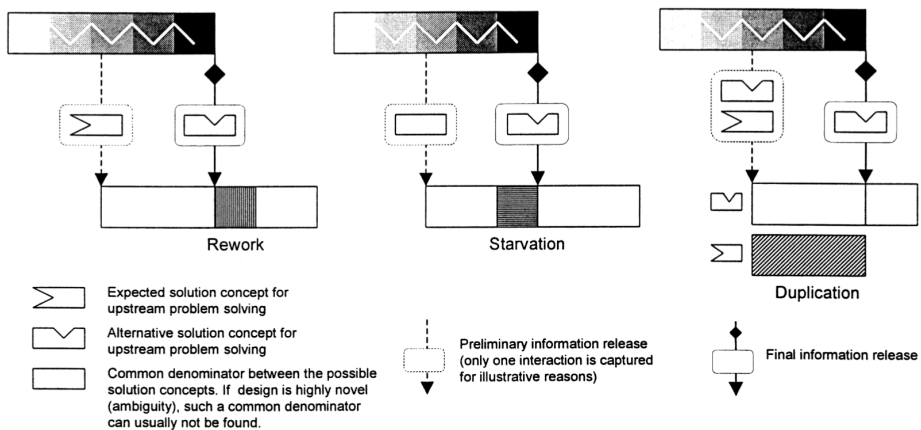 Rework
Starvation
Duplication
Expected solution concept for
upstream problem solving
Alternative solution concept for
upstream problem solving
Common denominator between the possible
solution concepts. If design is highly novel
(ambiguity), such a common denominator
can usually not be found.
Preliminary information release
(only one interaction is captured
for illustrative reasons)
Final information release